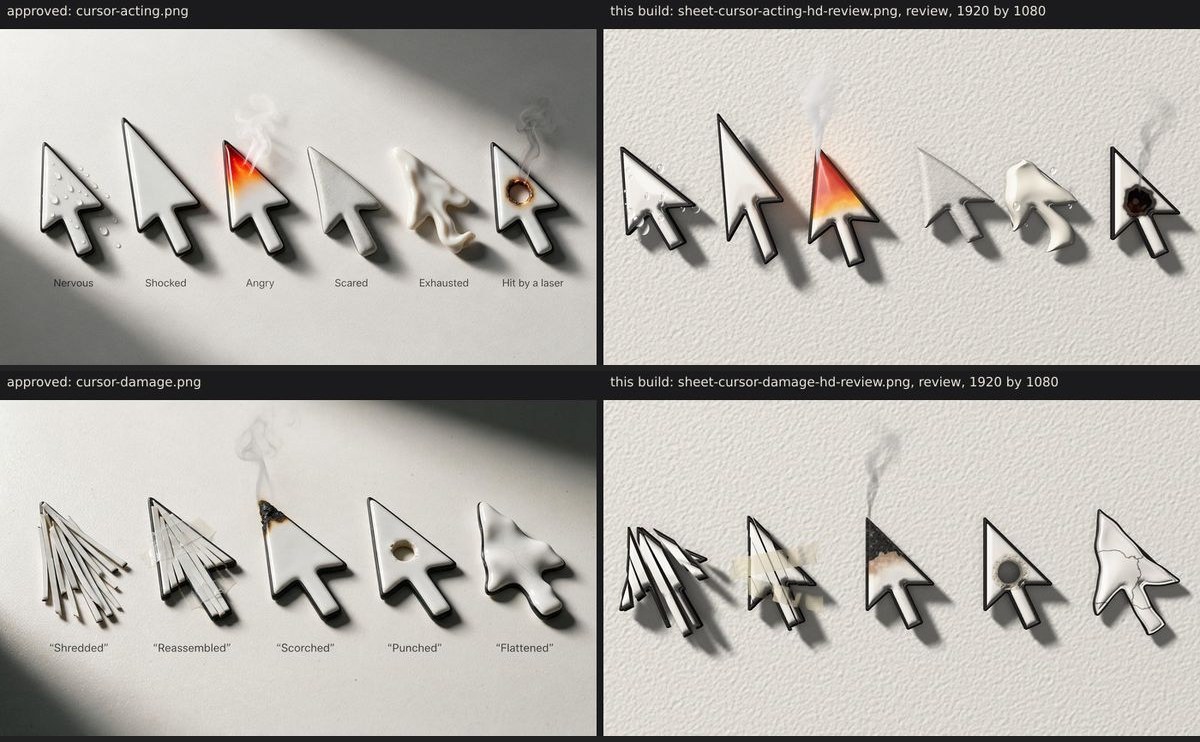 approved: cursor-acting.png
this build: sheet-cursor-acting-hd-review.png, review, 1920 by 1080
Nervous
Shocked
Angry
Scared
Exhausted
Hit by a laser
approved: cursor-damage.png
this build: sheet-cursor-damage-hd-review.png, review, 1920 by 1080
“Shredded”
“Reassembled”
“Scorched”
“Punched”
“Flattened”